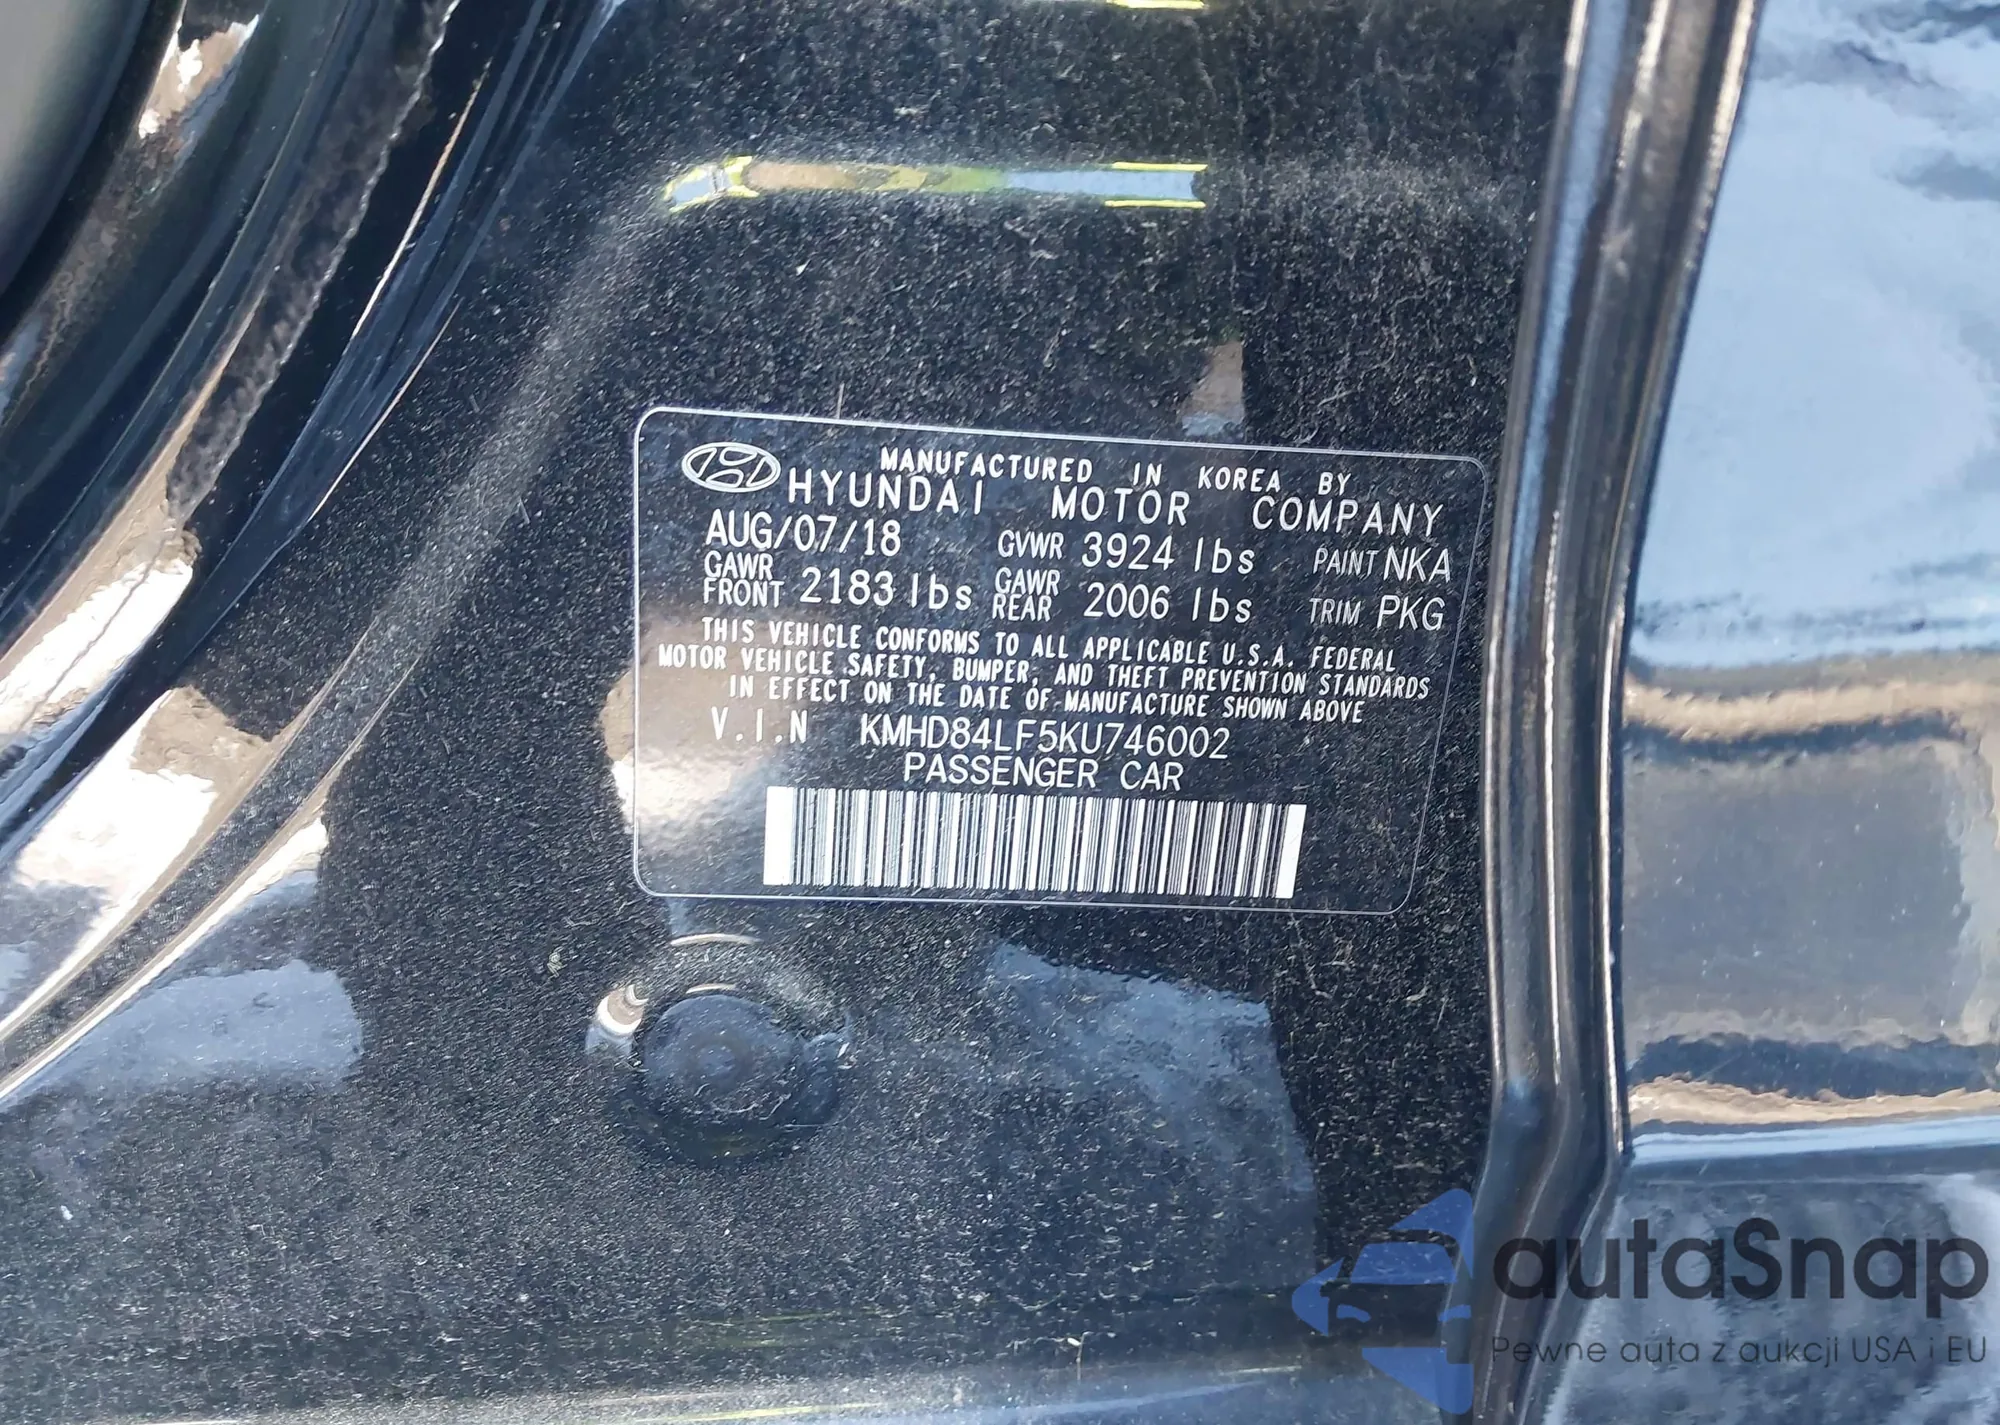 MANUFACTURED IN KOREA BY
HYUNDAI MOTOR COMPANY
AUG/07/18 GVWR 3924 lbs PAINT NKA
GAWR FRONT 2183 lbs GAWR REAR 2006 lbs TRIM PKG
THIS VEHICLE CONFORMS TO ALL APPLICABLE U.S.A. FEDERAL
MOTOR VEHICLE SAFETY, BUMPER, AND THEFT PREVENTION STANDARDS
IN EFFECT ON THE DATE OF MANUFACTURE SHOWN ABOVE
V.I.N KMHD84LF5KU746002
PASSENGER CAR
autaSnap
Pewne auta z aukcji USA i EU